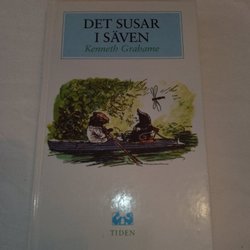 DET SUSAR
I SÄVEN
Kenneth Grahame
TIDEN